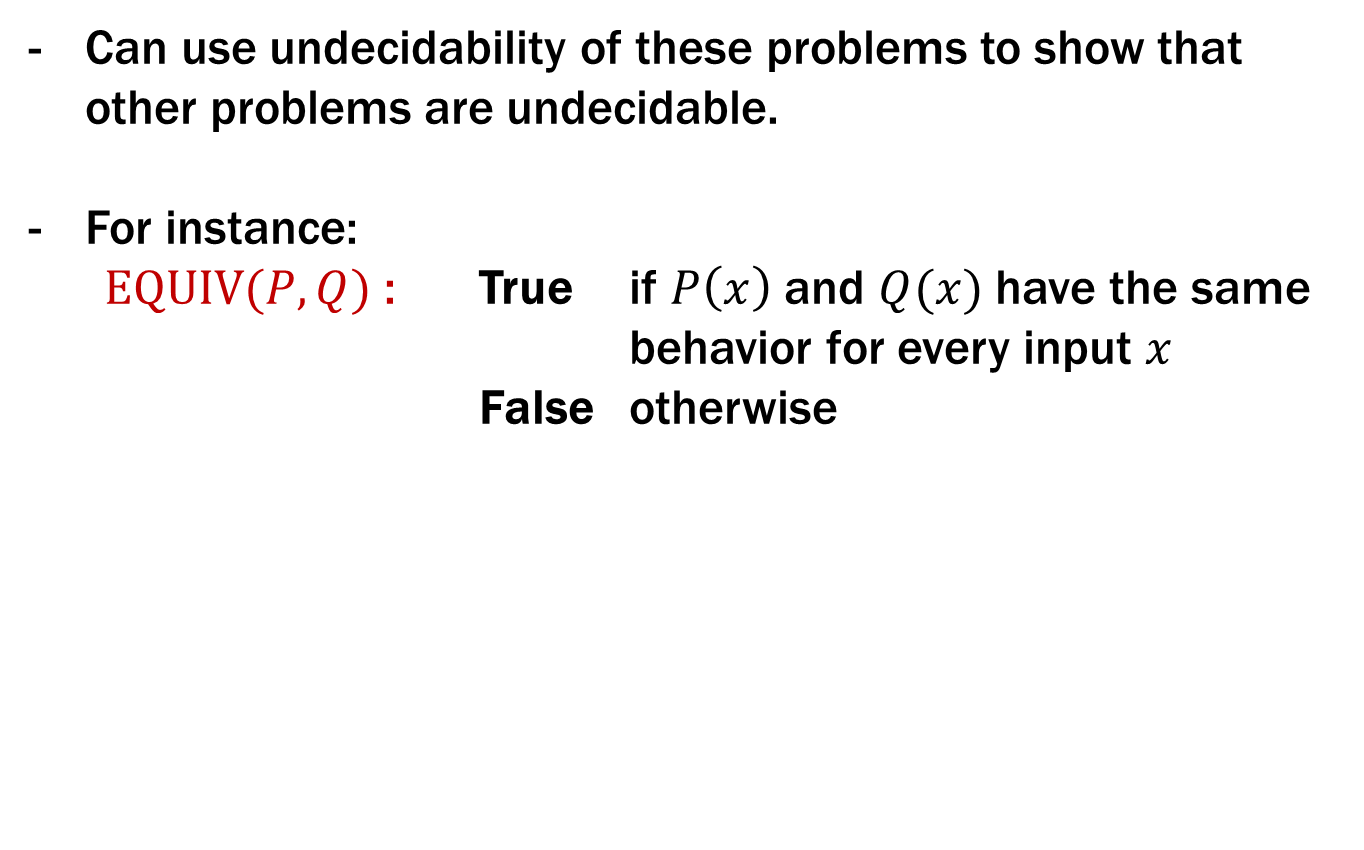 - Can use undecidability of these problems to show that
other problems are undecidable.
- For instance:
EQUIV(P, Q) : True if P(x) and Q(x) have the same
behavior for every input x
False otherwise